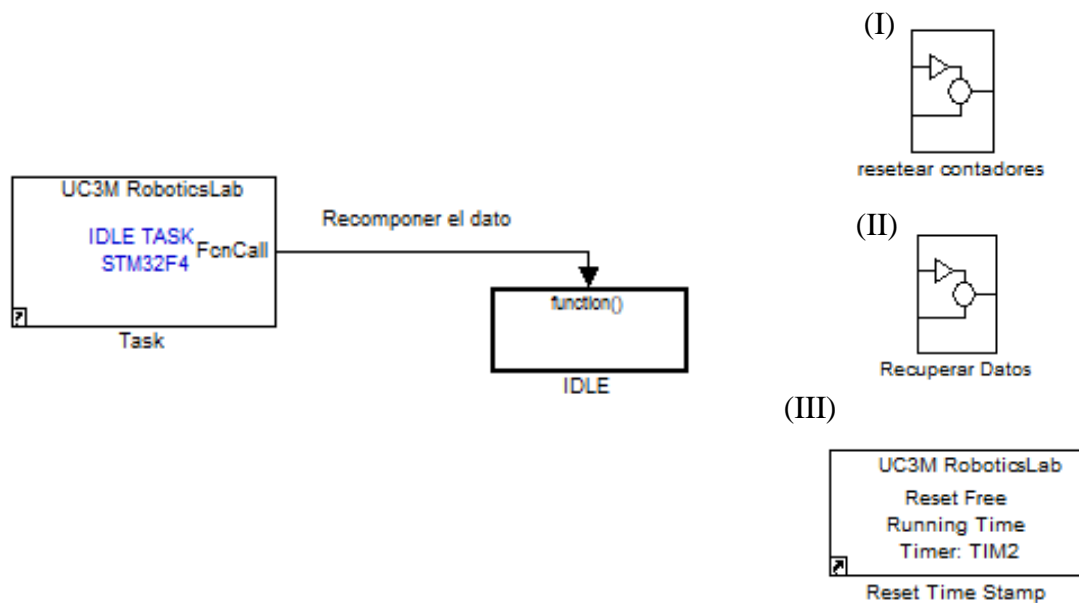 UC3M RoboticsLab
IDLE TASK
STM32F4
FcnCall
Task
Recomponer el dato
function()
IDLE
(I)
resetear contadores
(II)
Recuperar Datos
(III)
UC3M RoboticsLab
Reset Free
Running Time
Timer: TIM2
Reset Time Stamp